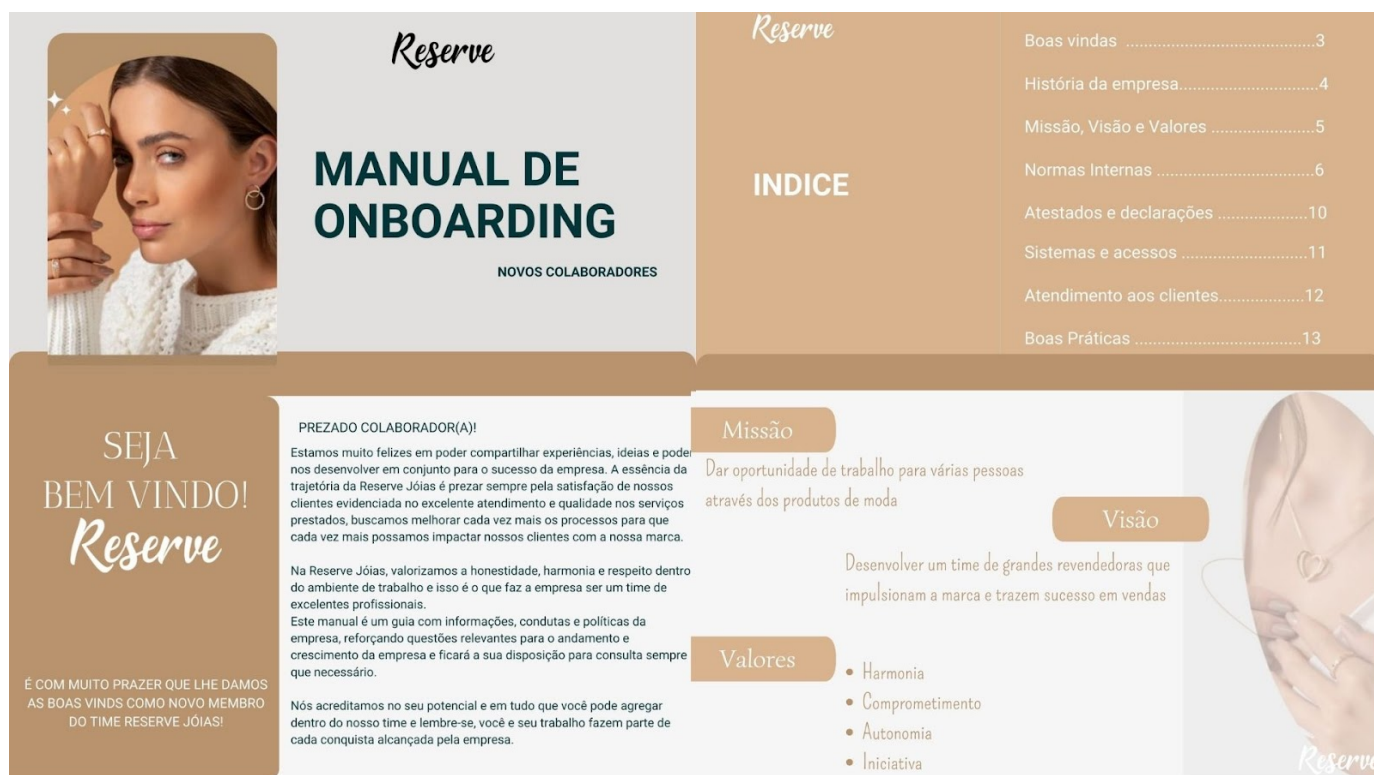 Reserve
MANUAL DE
ONBOARDING
NOVOS COLABORADORES
Reserve
INDICE
Boas vindas ..........................................3
História da empresa..............................4
Missão, Visão e Valores .......................5
Normas Internas ...................................6
Atestados e declarações ....................10
Sistemas e acessos ............................11
Atendimento aos clientes...................12
Boas Práticas .....................................13
SEJA
BEM VINDO!
Reserve
É COM MUITO PRAZER QUE LHE DAMOS
AS BOAS VINDS COMO NOVO MEMBRO
DO TIME RESERVE JÓIAS!
PREZADO COLABORADOR(A)!
Estamos muito felizes em poder compartilhar experiências, ideias e poder
nos desenvolver em conjunto para o sucesso da empresa. A essência da
trajetória da Reserve Jóias é prezar sempre pela satisfação de nossos
clientes evidenciada no excelente atendimento e qualidade nos serviços
prestados, buscamos melhorar cada vez mais os processos para que
cada vez mais possamos impactar nossos clientes com a nossa marca.
Na Reserve Jóias, valorizamos a honestidade, harmonia e respeito dentro
do ambiente de trabalho e isso é o que faz a empresa ser um time de
excelentes profissionais.
Este manual é um guia com informações, condutas e políticas da
empresa, reforçando questões relevantes para o andamento e
crescimento da empresa e ficará a sua disposição para consulta sempre
que necessário.
Nós acreditamos no seu potencial e em tudo que você pode agregar
dentro do nosso time e lembre-se, você e seu trabalho fazem parte de
cada conquista alcançada pela empresa.
Missão
Dar oportunidade de trabalho para várias pessoas
através dos produtos de moda
Visão
Desenvolver um time de grandes revendedoras que
impulsionam a marca e trazem sucesso em vendas
Valores
• Harmonia
• Comprometimento
• Autonomia
• Iniciativa
Reserve